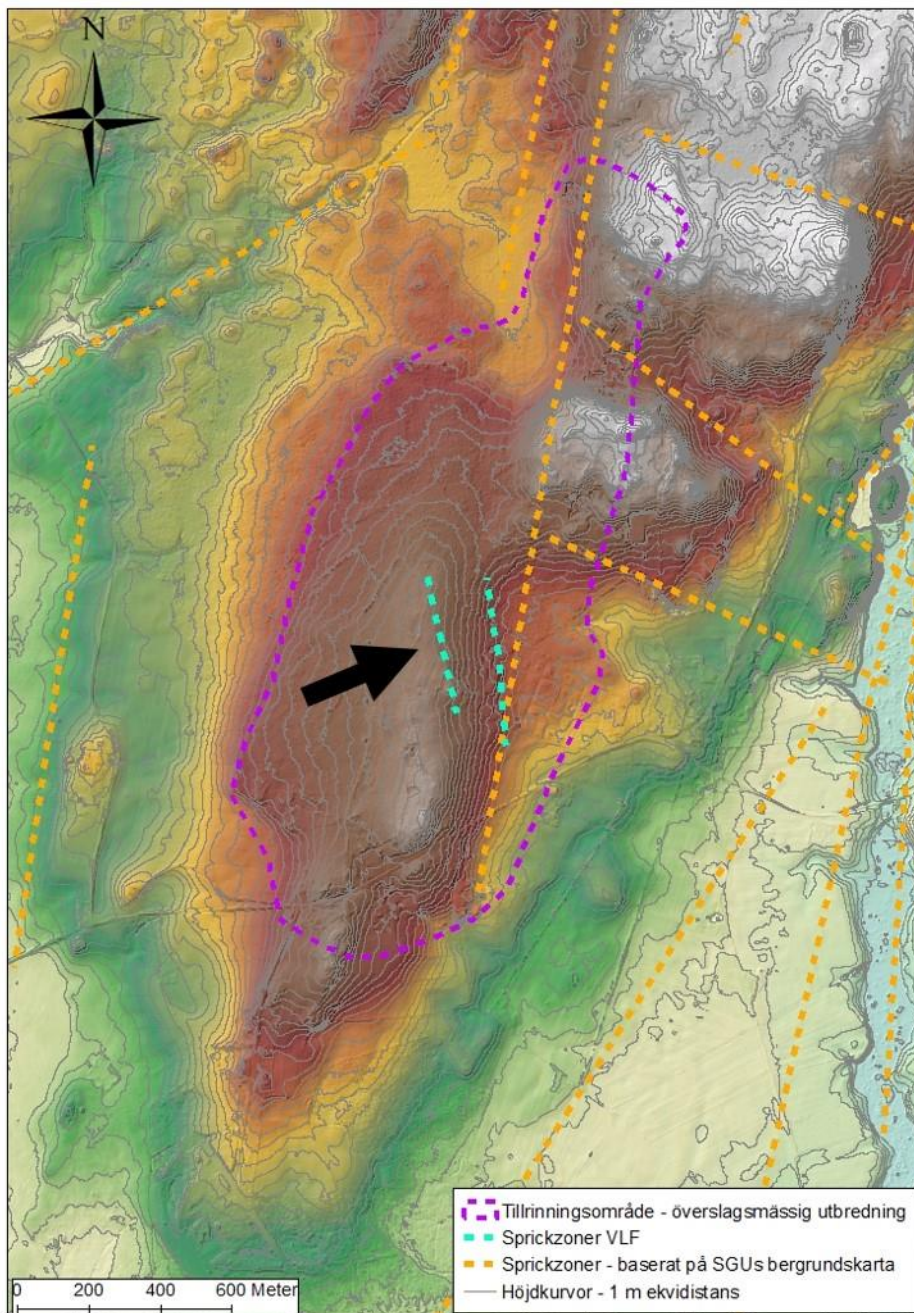 N
Tillrinningsområde - överslagsmässig utbredning
Sprickzoner VLF
Sprickzoner - baserat på SGUs bergrundskarta
Höjdkurvor - 1 m ekvidistans
0 200 400 600 Meter